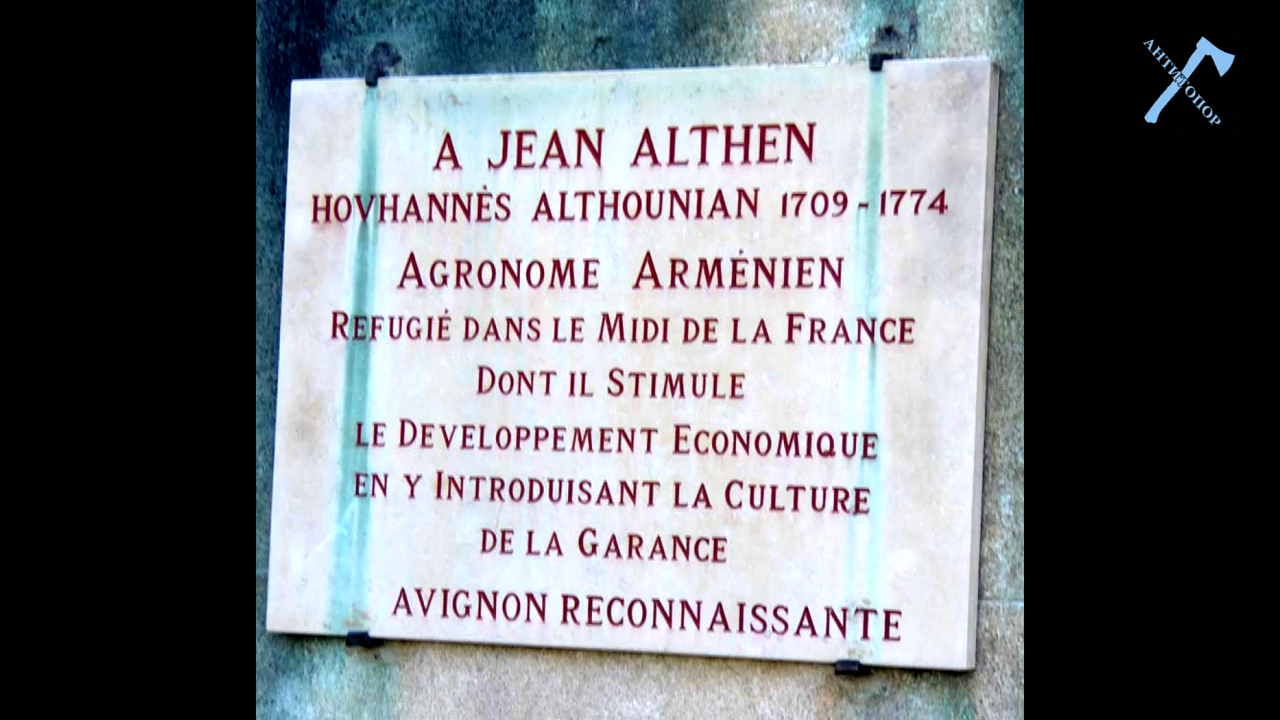 A JEAN ALTHEN
HOVHANNÈS ALTHOUNIAN 1709-1774
AGRONOME ARMÉNIEN
REFUGIÉ DANS LE MIDI DE LA FRANCE
DONT IL STIMULE
LE DEVELOPPEMENT ECONOMIQUE
EN Y INTRODUISANT LA CULTURE
DE LA GARANCE
AVIGNON RECONNAISSANTE
АНТИТОПОР